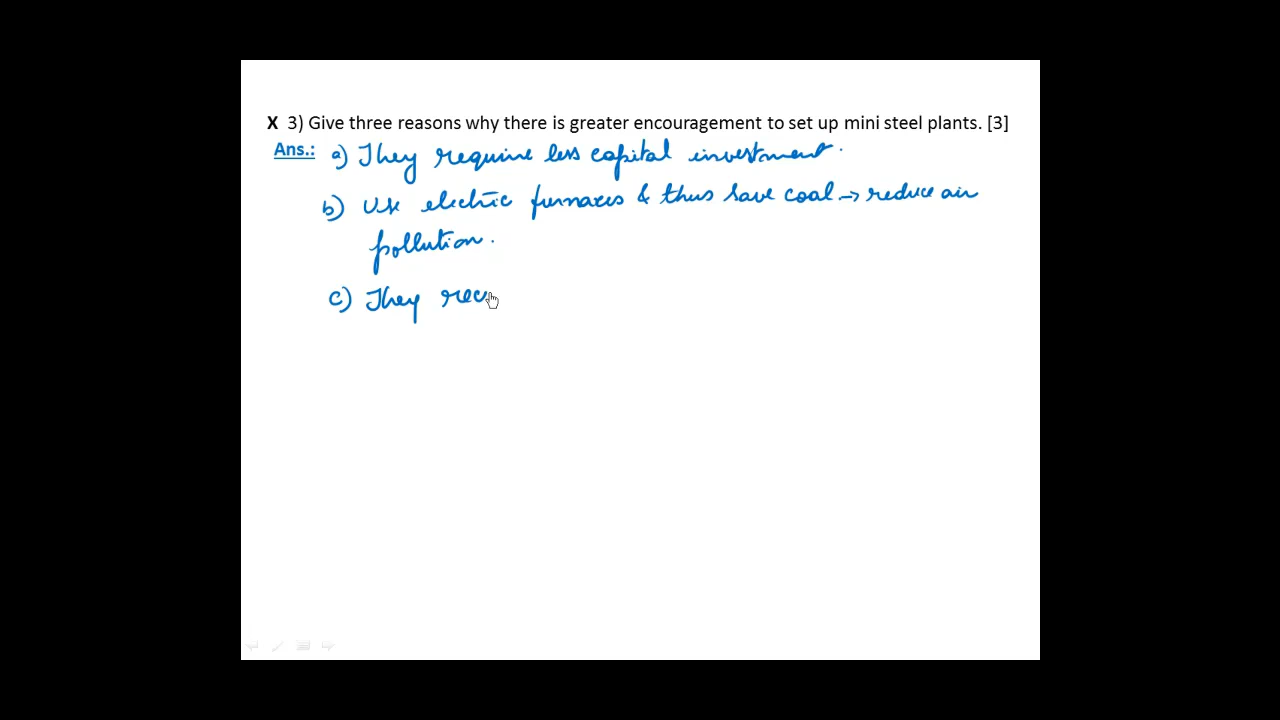 X 3) Give three reasons why there is greater encouragement to set up mini steel plants. [3]
Ans.: a) They require less capital investment.
b) Use electric furnaces & thus save coal → reduce air
pollution.
c) They rec